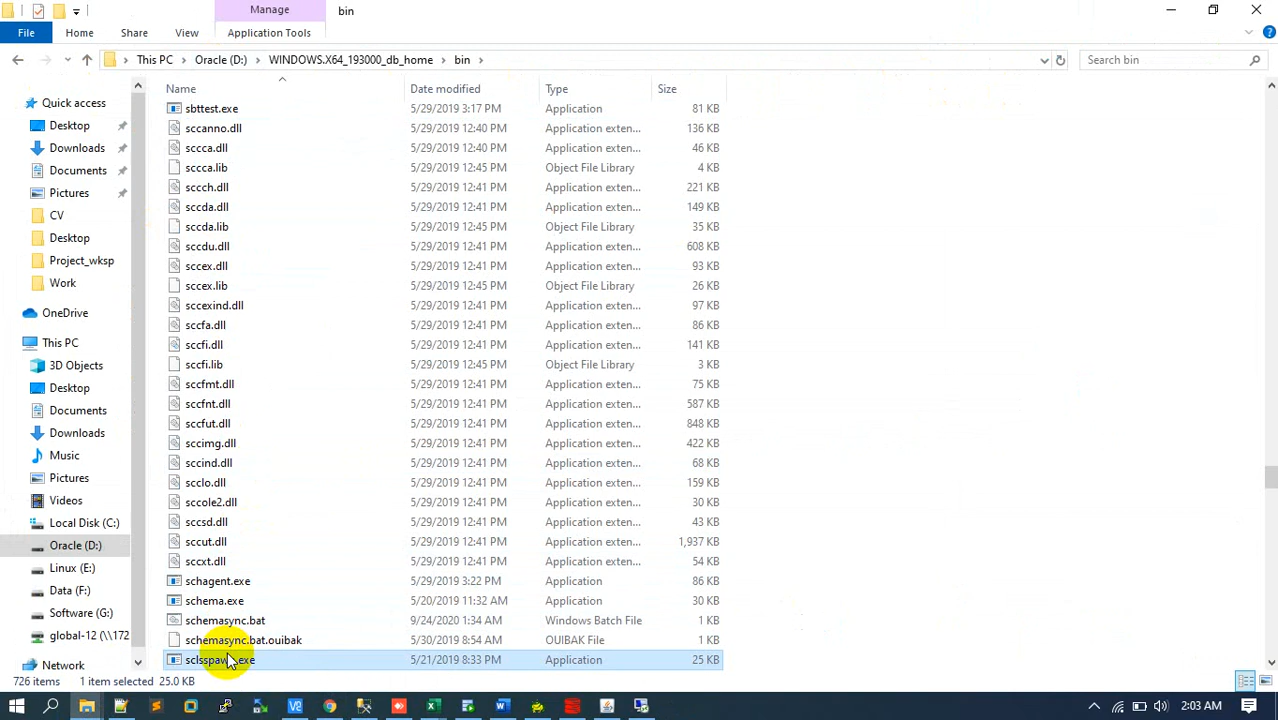 Manage
bin
File
Home
Share
View
Application Tools
This PC
Oracle (D:)
WINDOWS.X64_193000_db_home
bin
Search bin
Name
Date modified
Type
Size
Quick access
Desktop
Downloads
Documents
Pictures
CV
Desktop
Project_wksp
Work
OneDrive
This PC
3D Objects
Desktop
Documents
Downloads
Music
Pictures
Videos
Local Disk (C:)
Oracle (D:)
Linux (E:)
Data (F:)
Software (G:)
global-12 (\\172
Network
sbttest.exe 5/29/2019 3:17 PM Application 81 KB
sccanno.dll 5/29/2019 12:40 PM Application exten... 136 KB
sccca.dll 5/29/2019 12:40 PM Application exten... 46 KB
sccca.lib 5/29/2019 12:45 PM Object File Library 4 KB
sccch.dll 5/29/2019 12:41 PM Application exten... 221 KB
sccda.dll 5/29/2019 12:41 PM Application exten... 149 KB
sccda.lib 5/29/2019 12:45 PM Object File Library 35 KB
sccdu.dll 5/29/2019 12:41 PM Application exten... 608 KB
sccex.dll 5/29/2019 12:41 PM Application exten... 93 KB
sccex.lib 5/29/2019 12:45 PM Object File Library 26 KB
sccexind.dll 5/29/2019 12:41 PM Application exten... 97 KB
sccfa.dll 5/29/2019 12:41 PM Application exten... 86 KB
sccfi.dll 5/29/2019 12:41 PM Application exten... 141 KB
sccfi.lib 5/29/2019 12:45 PM Object File Library 3 KB
sccfmt.dll 5/29/2019 12:41 PM Application exten... 75 KB
sccfnt.dll 5/29/2019 12:41 PM Application exten... 587 KB
sccfut.dll 5/29/2019 12:41 PM Application exten... 848 KB
sccimg.dll 5/29/2019 12:41 PM Application exten... 422 KB
sccind.dll 5/29/2019 12:41 PM Application exten... 68 KB
scclo.dll 5/29/2019 12:41 PM Application exten... 159 KB
sccole2.dll 5/29/2019 12:41 PM Application exten... 30 KB
sccsd.dll 5/29/2019 12:41 PM Application exten... 43 KB
sccut.dll 5/29/2019 12:41 PM Application exten... 1,937 KB
sccxt.dll 5/29/2019 12:41 PM Application exten... 54 KB
schagent.exe 5/29/2019 3:22 PM Application 86 KB
schema.exe 5/20/2019 11:32 AM Application 30 KB
schemasync.bat 9/24/2020 1:34 AM Windows Batch File 1 KB
schemasync.bat.ouibak 5/30/2019 8:54 AM OUIBAK File 1 KB
5/21/2019 8:33 PM Application 25 KB
726 items
1 item selected 25.0 KB
2:03 AM